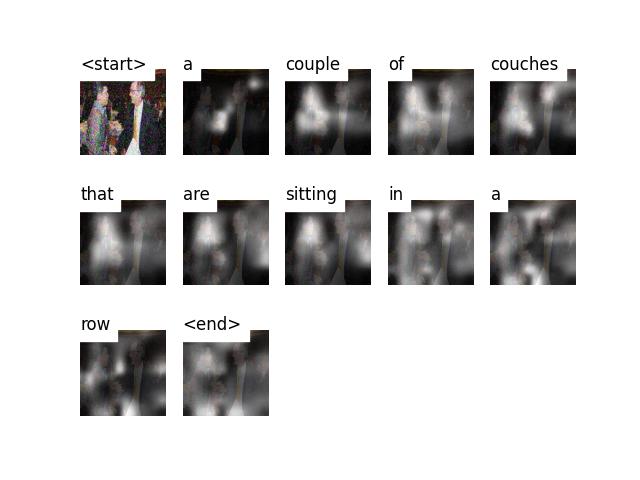 <start> a couple of couches
that are sitting in a
row <end>